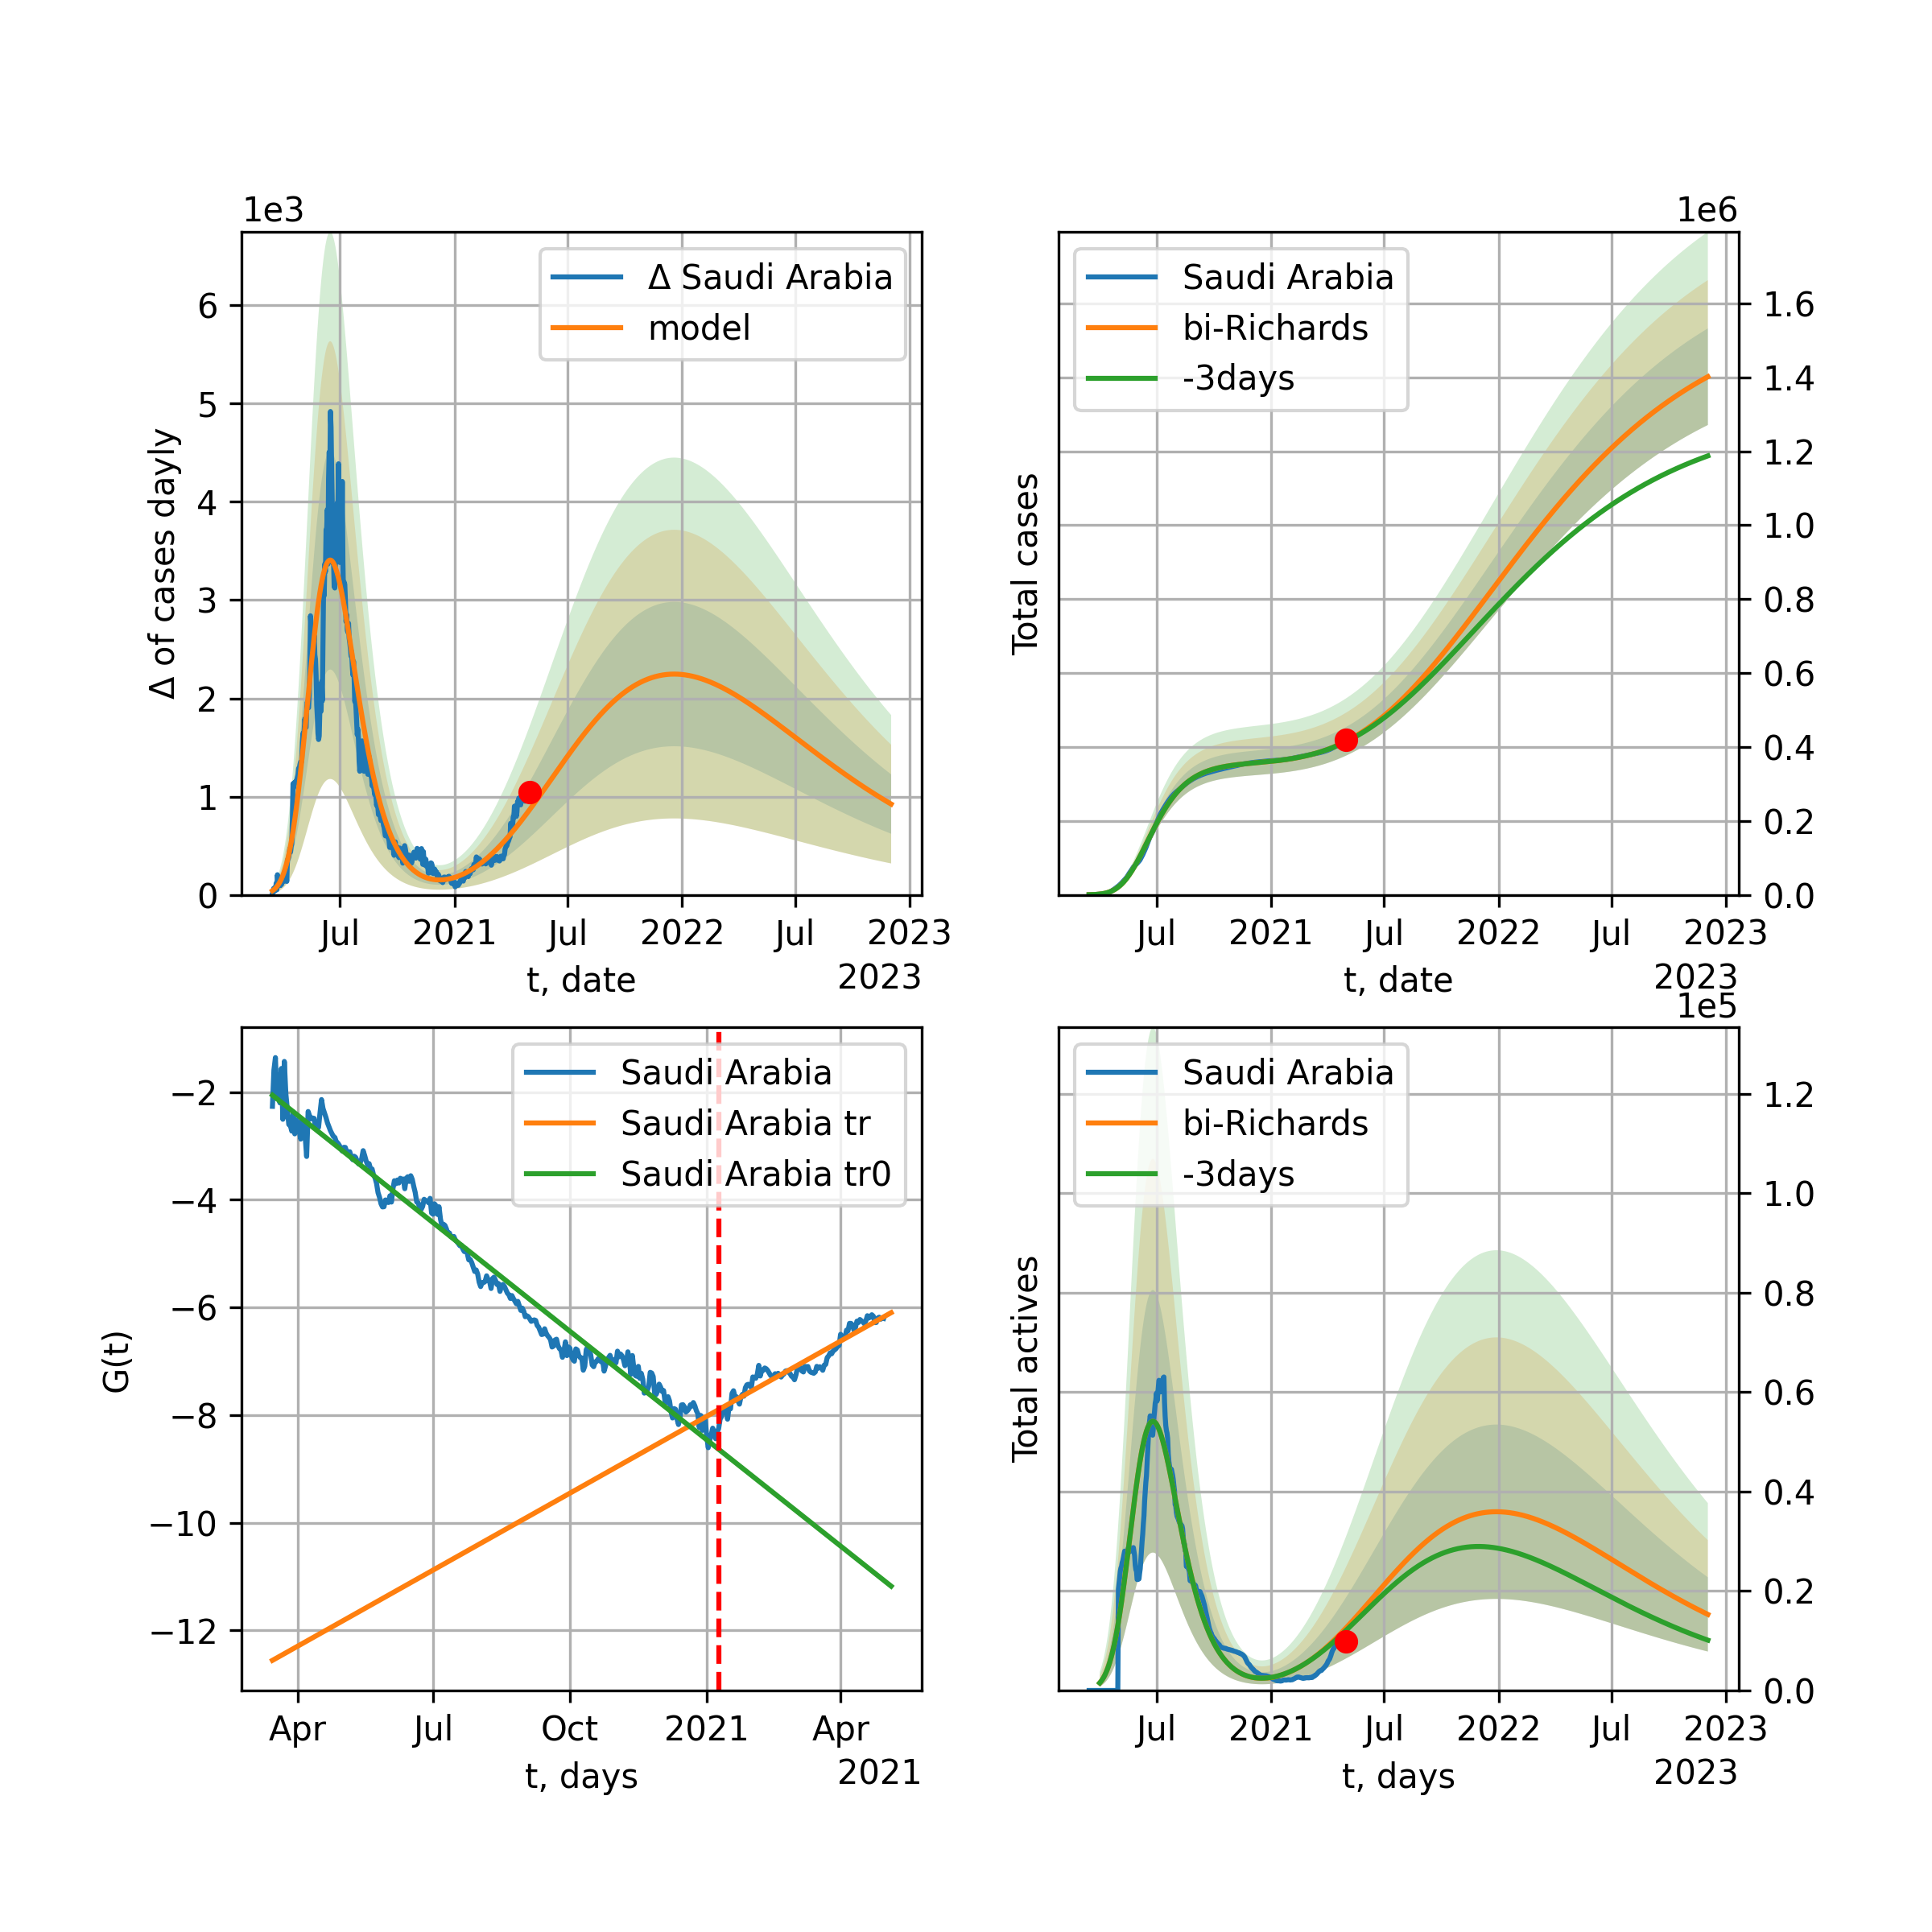 1e3
Δ of cases dayly
6
5
4
3
2
1
0
Δ Saudi Arabia
model
Jul 2021 Jul 2022 Jul 2023
t, date
2023
1e6
Total cases
Saudi Arabia
bi-Richards
-3days
1.6
1.4
1.2
1.0
0.8
0.6
0.4
0.2
0.0
Jul 2021 Jul 2022 Jul 2023
t, date
2023
G(t)
−2
−4
−6
−8
−10
−12
Saudi Arabia
Saudi Arabia tr
Saudi Arabia tr0
Apr Jul Oct 2021 Apr
t, days
2021
1e5
Total actives
Saudi Arabia
bi-Richards
-3days
1.2
1.0
0.8
0.6
0.4
0.2
0.0
Jul 2021 Jul 2022 Jul 2023
t, days
2023